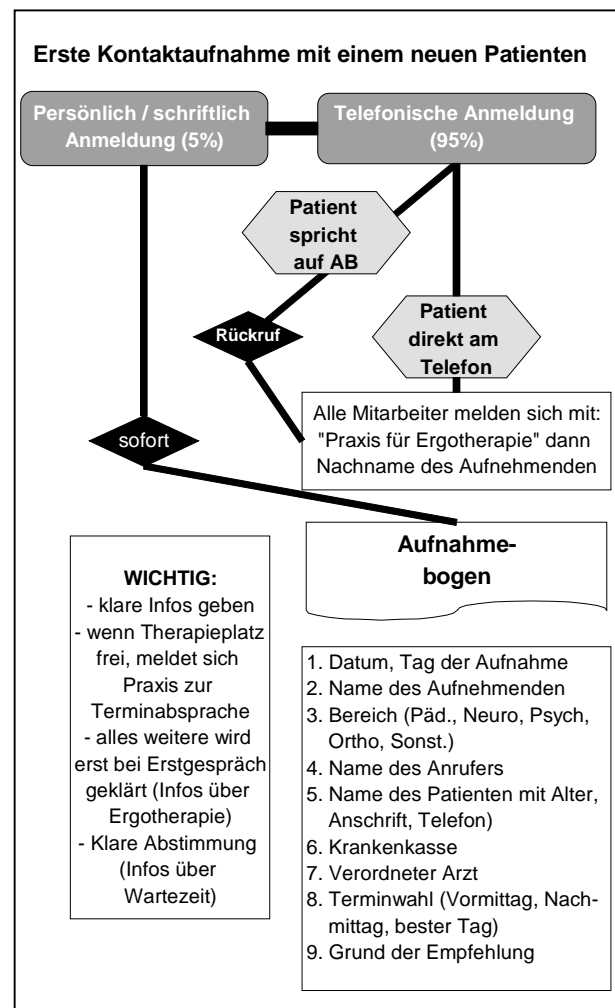 Erste Kontaktaufnahme mit einem neuen Patienten
Persönlich / schriftlich
Anmeldung (5%)
Telefonische Anmeldung
(95%)
Patient
spricht
auf AB
Rückruf
Patient
direkt am
Telefon
Alle Mitarbeiter melden sich mit:
"Praxis für Ergotherapie" dann
Nachname des Aufnehmenden
sofort
Aufnahme-
bogen
WICHTIG:
- klare Infos geben
- wenn Therapieplatz
frei, meldet sich
Praxis zur
Terminabsprache
- alles weitere wird
erst bei Erstgespräch
geklärt (Infos über
Ergotherapie)
- Klare Abstimmung
(Infos über
Wartezeit)
1. Datum, Tag der Aufnahme
2. Name des Aufnehmenden
3. Bereich (Päd., Neuro, Psych,
Ortho, Sonst.)
4. Name des Anrufers
5. Name des Patienten mit Alter,
Anschrift, Telefon)
6. Krankenkasse
7. Verordneter Arzt
8. Terminwahl (Vormittag, Nach-
mittag, bester Tag)
9. Grund der Empfehlung